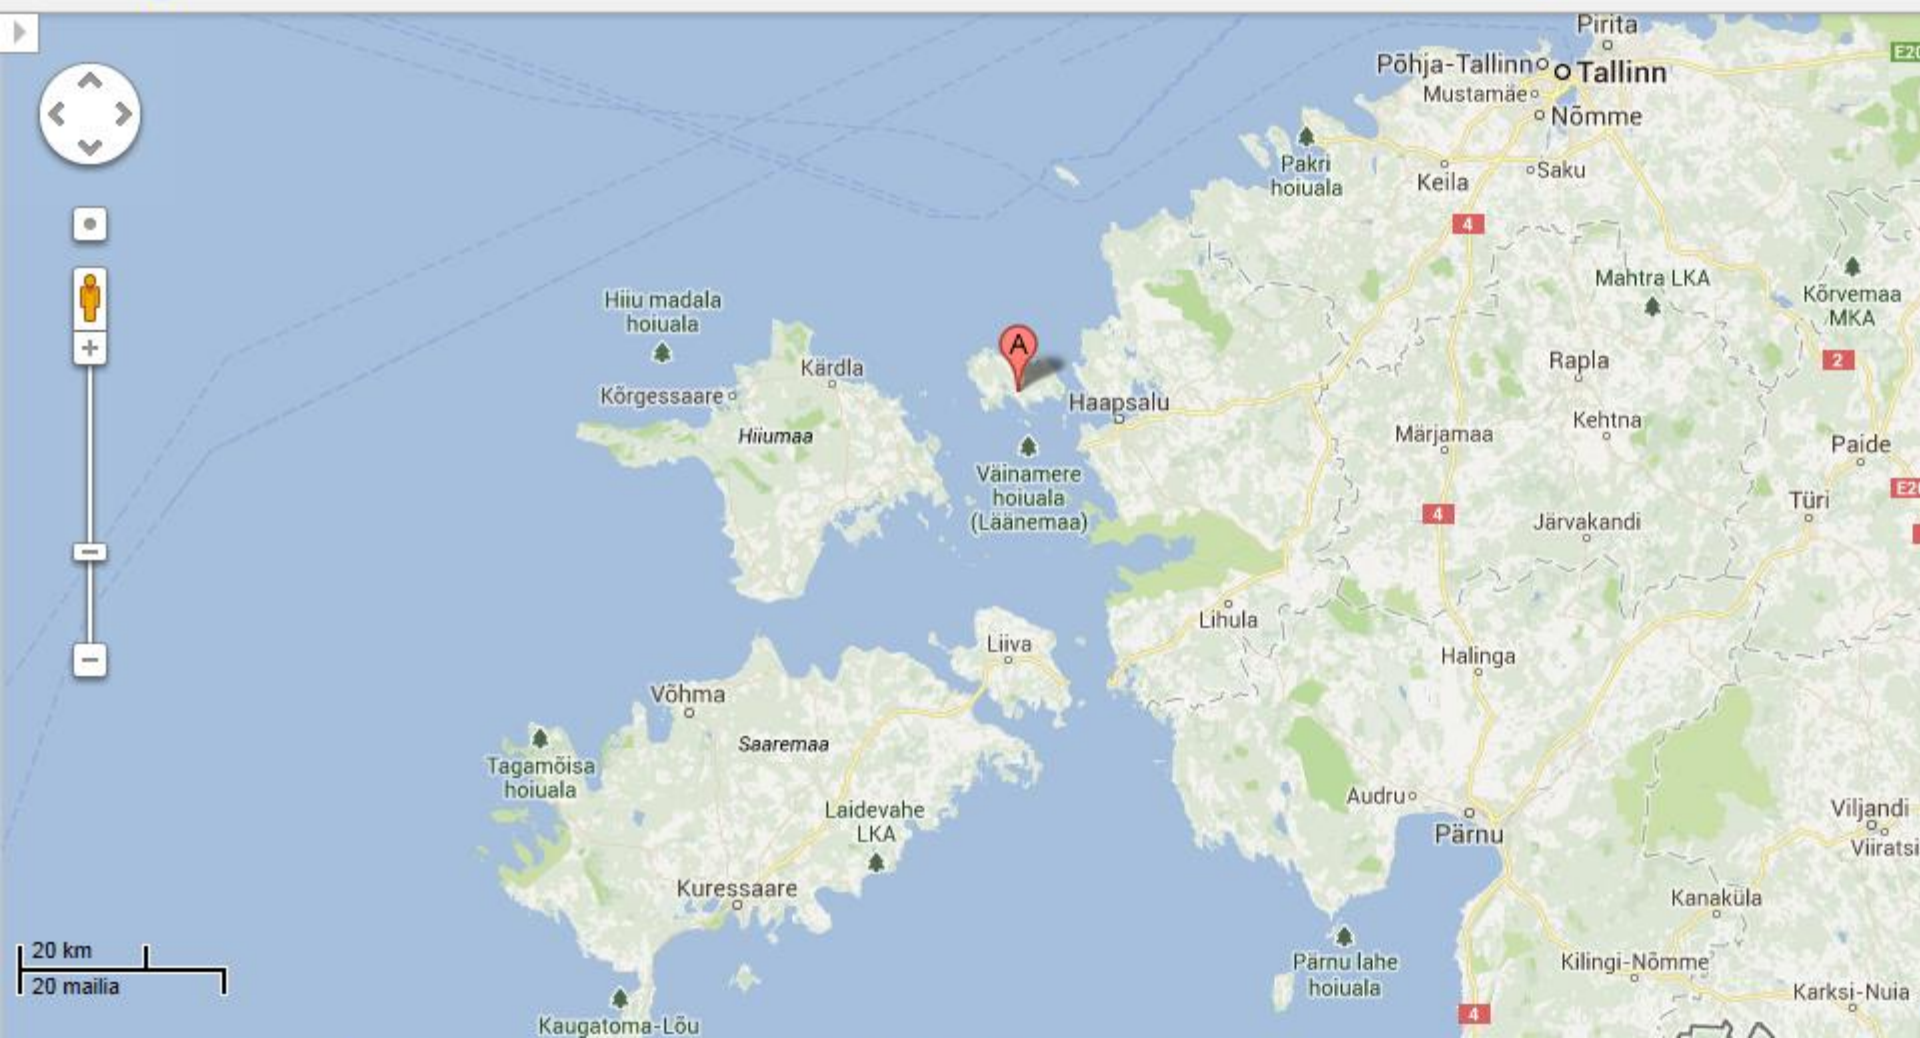 Pirita
Põhja-Tallinn
Tallinn
Mustamäe
Nõmme
E20
Pakri
hoiuala
Keila
Saku
4
Mahtra LKA
Kõrvemaa
MKA
Hiiu madala
hoiuala
A
Kärdla
Kõrgessaare
Haapsalu
Rapla
2
Hiiumaa
Märjamaa
Kehtna
Paide
Väinamere
hoiuala
(Läänemaa)
4
Järvakandi
Türi
Lihula
Liiva
Halinga
Võhma
Saaremaa
Tagamõisa
hoiuala
Laidevahe
LKA
Audru
Pärnu
Viljandi
Viiratsi
Kuressaare
Kanaküla
20 km
20 mailia
Pärnu lahe
hoiuala
Kilingi-Nõmme
Karksi-Nuia
4
Kaugatoma-Lõu